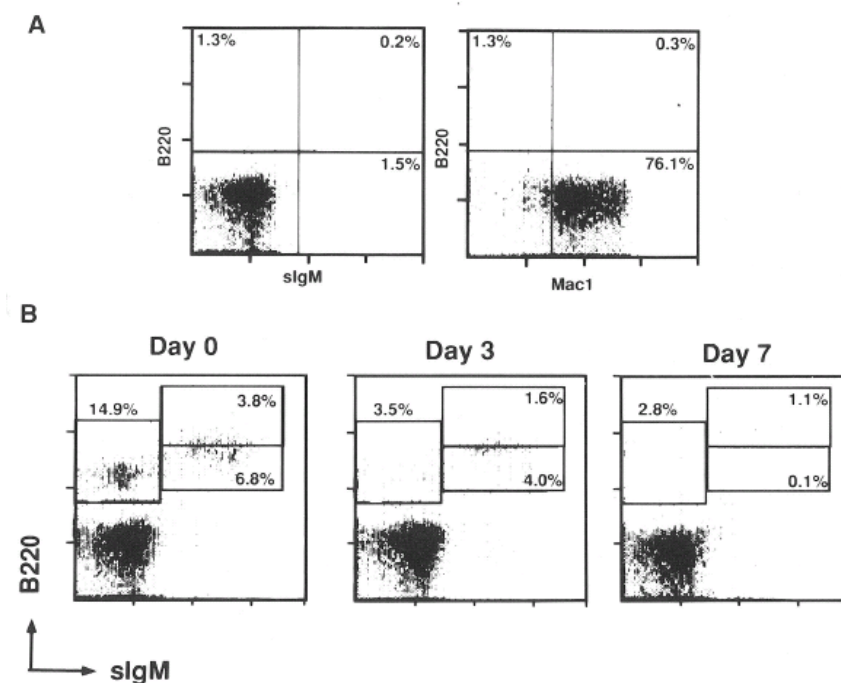 A
1.3% 0.2%
1.5%
B220
sIgM
1.3% 0.3%
76.1%
B220
Mac1
B
Day 0 Day 3 Day 7
14.9% 3.8%
6.8%
3.5% 1.6%
4.0%
2.8% 1.1%
0.1%
B220
sIgM